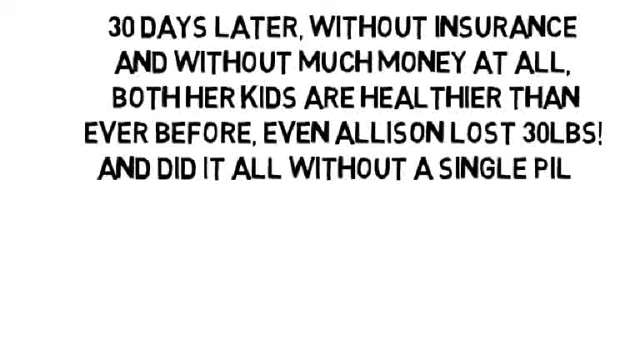 30 DAYS LATER, WITHOUT INSURANCE
AND WITHOUT MUCH MONEY AT ALL,
BOTH HER KIDS ARE HEALTHIER THAN
EVER BEFORE, EVEN ALLISON LOST 30LBS!
AND DID IT ALL WITHOUT A SINGLE PIL